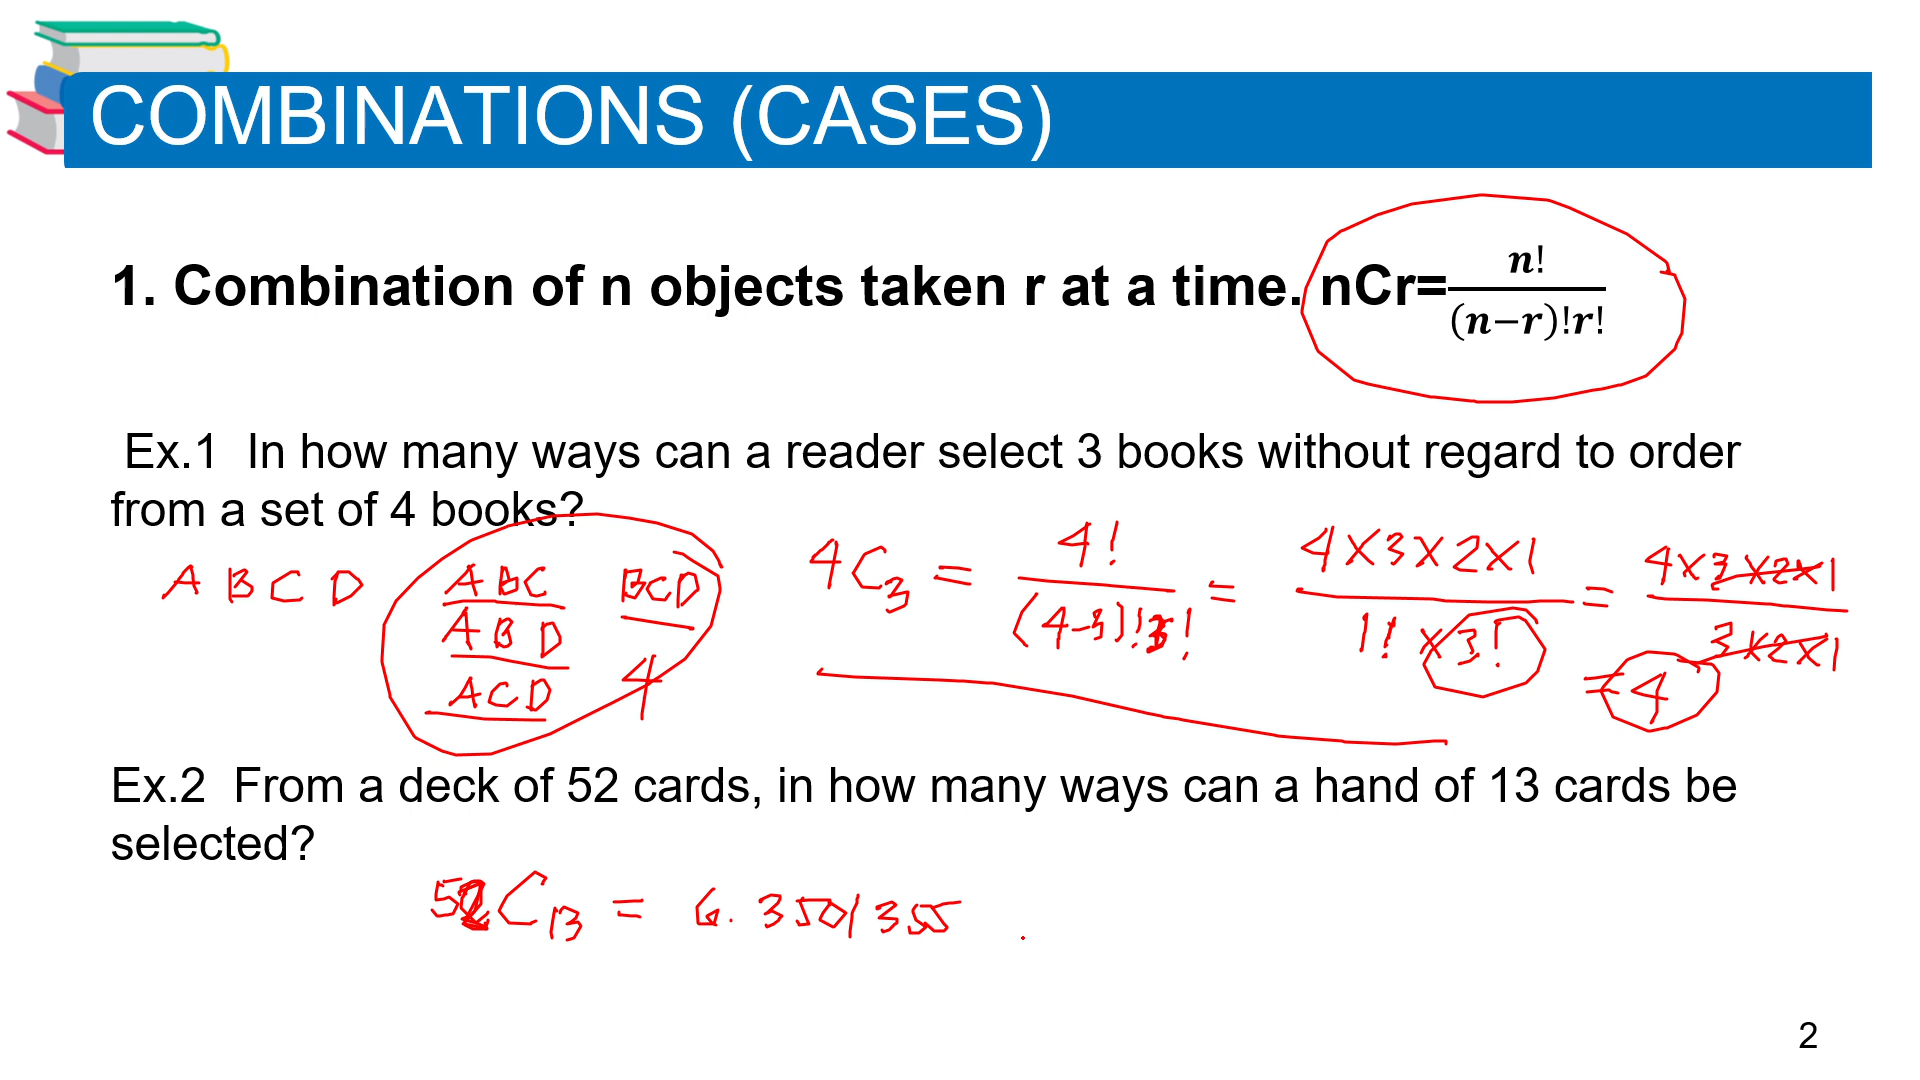 COMBINATIONS (CASES)
1. Combination of n objects taken r at a time. nCr=n!/(n−r)!r!
Ex.1 In how many ways can a reader select 3 books without regard to order
from a set of 4 books?
A B C D
ABC BCD
ABD
ACD 4
4C3 = 4!/(4-3)!3! = 4×3×2×1/1!×3! = 4×3×2×1/3×2×1
=4
Ex.2 From a deck of 52 cards, in how many ways can a hand of 13 cards be
selected?
52C13 = 6.3501355
2